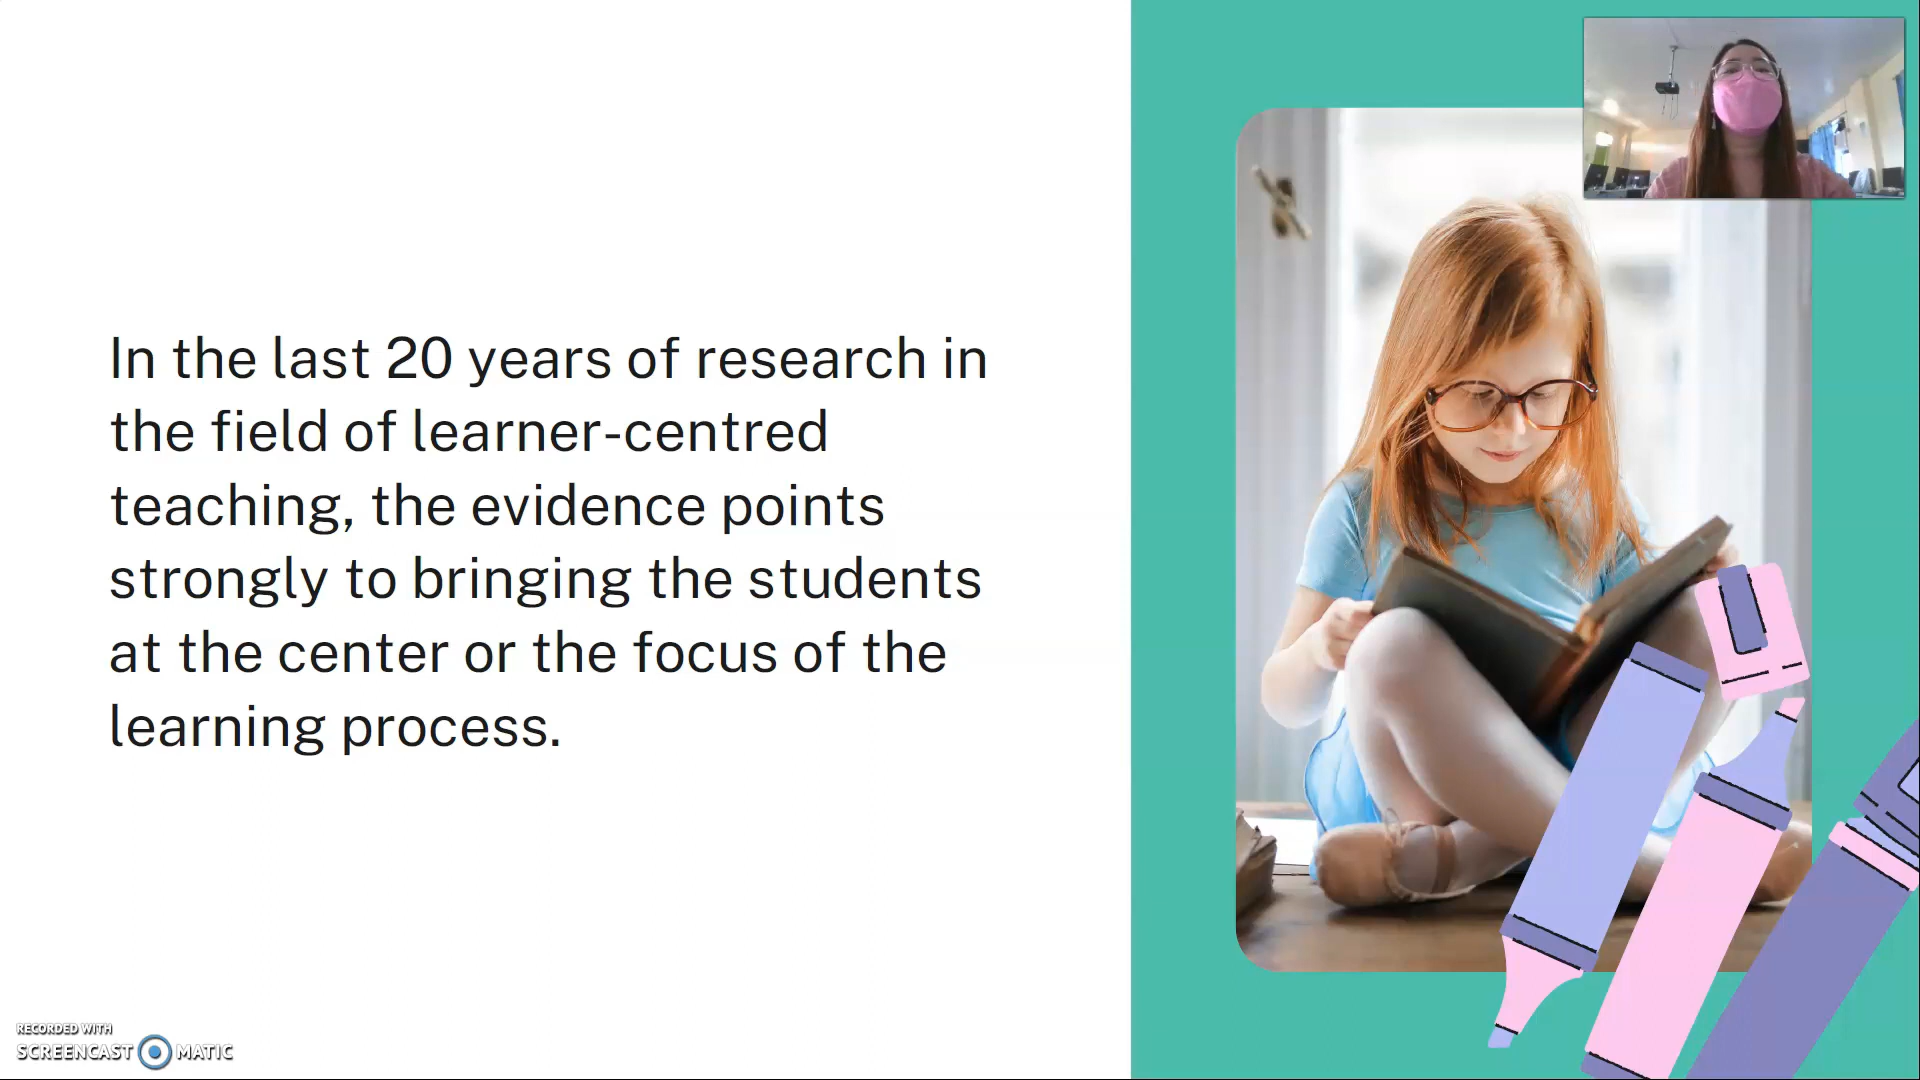 In the last 20 years of research in
the field of learner-centred
teaching, the evidence points
strongly to bringing the students
at the center or the focus of the
learning process.
RECORDED WITH
SCREENCAST MATIC